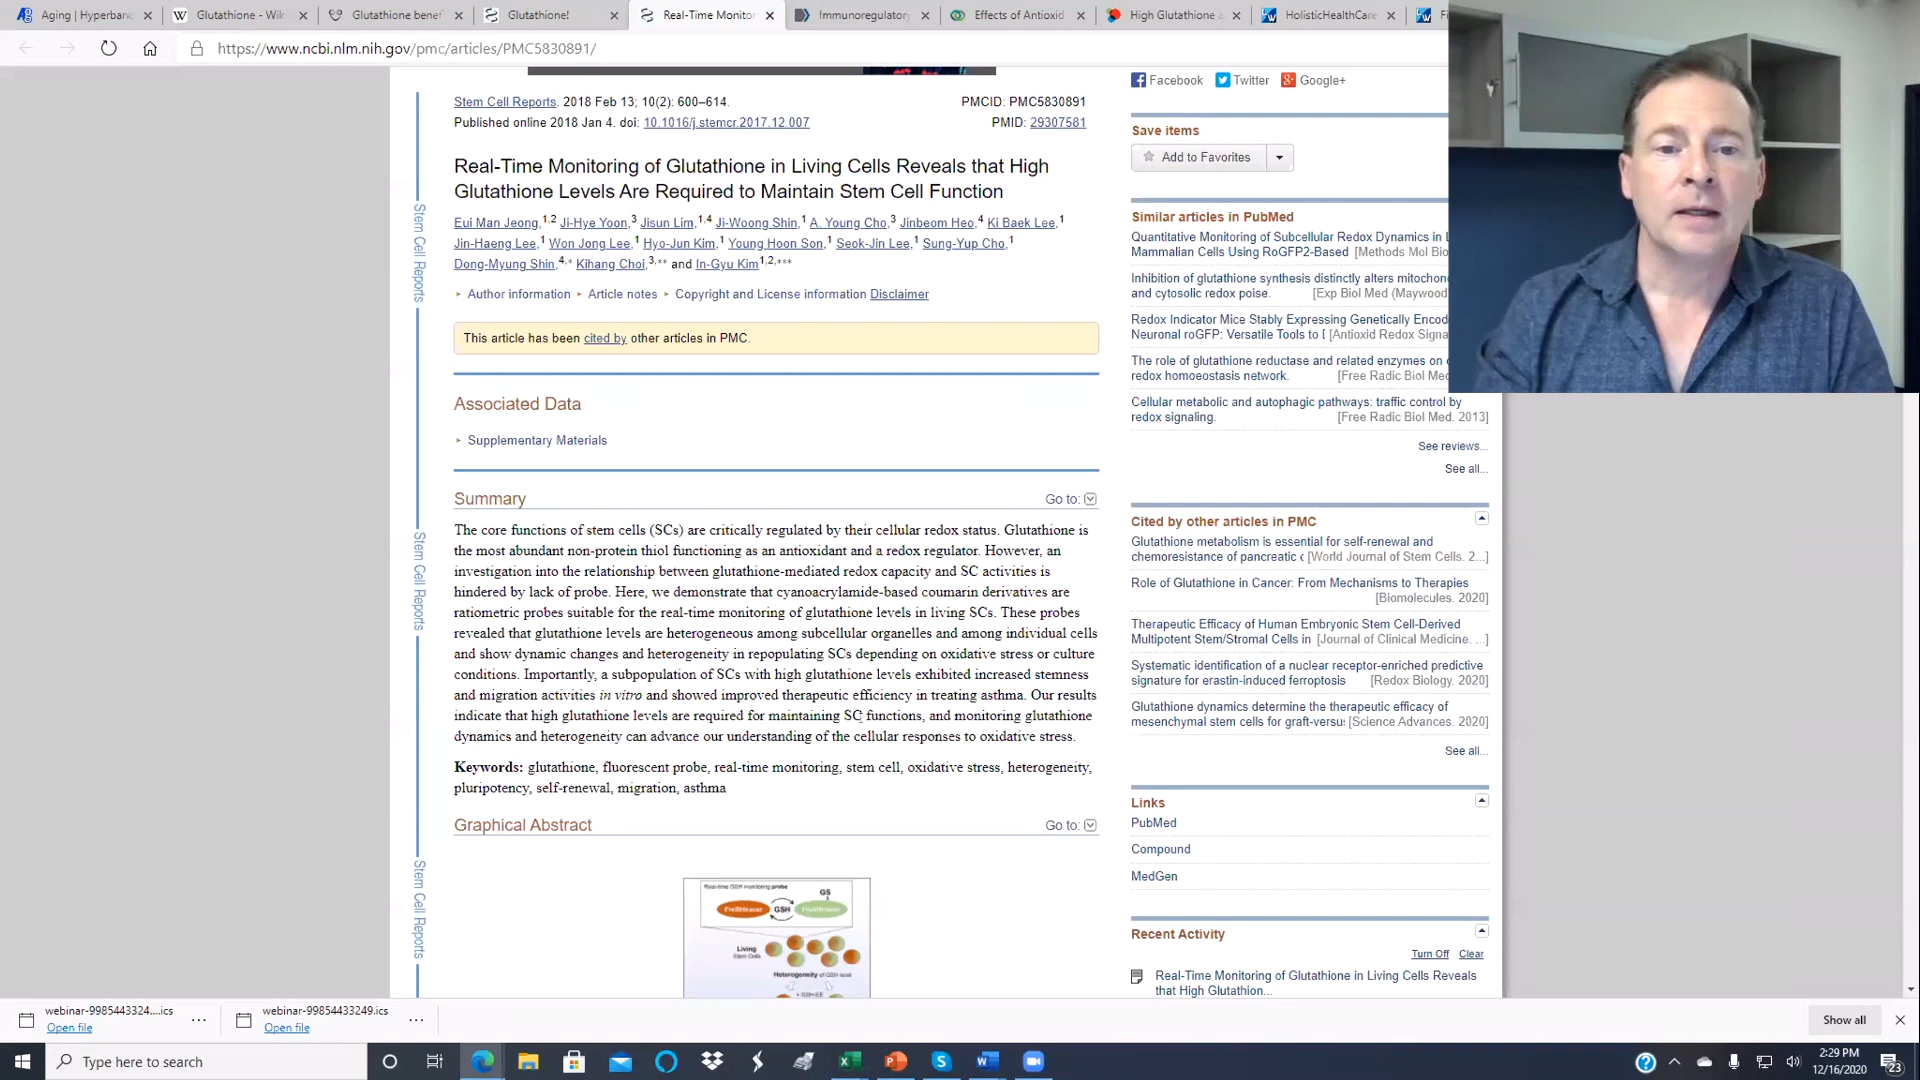 Aging | Hyperbar
Glutathione - Wik
Glutathione benef
Glutathione!
Real-Time Monitor
Immunoregulatory
Effects of Antioxid
High Glutathione a
HolisticHealthCare
https://www.ncbi.nlm.nih.gov/pmc/articles/PMC5830891/
Stem Cell Reports. 2018 Feb 13; 10(2): 600–614.
PMCID: PMC5830891
Published online 2018 Jan 4. doi: 10.1016/j.stemcr.2017.12.007
PMID: 29307581
Real-Time Monitoring of Glutathione in Living Cells Reveals that High
Glutathione Levels Are Required to Maintain Stem Cell Function
Eui Man Jeong,1,2 Ji-Hye Yoon,3 Jisun Lim,1,4 Ji-Woong Shin,1 A. Young Cho,3 Jinbeom Heo,4 Ki Baek Lee,1
Jin-Haeng Lee,1 Won Jong Lee,1 Hyo-Jun Kim,1 Young Hoon Son,1 Seok-Jin Lee,1 Sung-Yup Cho,1
Dong-Myung Shin,4,* Kihang Choi,3,** and In-Gyu Kim1,2,***
Author information Article notes Copyright and License information Disclaimer
This article has been cited by other articles in PMC.
Associated Data
Supplementary Materials
Summary
Go to:
The core functions of stem cells (SCs) are critically regulated by their cellular redox status. Glutathione is
the most abundant non-protein thiol functioning as an antioxidant and a redox regulator. However, an
investigation into the relationship between glutathione-mediated redox capacity and SC activities is
hindered by lack of probe. Here, we demonstrate that cyanoacrylamide-based coumarin derivatives are
ratiometric probes suitable for the real-time monitoring of glutathione levels in living SCs. These probes
revealed that glutathione levels are heterogeneous among subcellular organelles and among individual cells
and show dynamic changes and heterogeneity in repopulating SCs depending on oxidative stress or culture
conditions. Importantly, a subpopulation of SCs with high glutathione levels exhibited increased stemness
and migration activities in vitro and showed improved therapeutic efficiency in treating asthma. Our results
indicate that high glutathione levels are required for maintaining SC functions, and monitoring glutathione
dynamics and heterogeneity can advance our understanding of the cellular responses to oxidative stress.
Keywords: glutathione, fluorescent probe, real-time monitoring, stem cell, oxidative stress, heterogeneity,
pluripotency, self-renewal, migration, asthma
Graphical Abstract
Go to:
Real-time GSH monitoring probe
GS
GSH
Living
Stem Cells
Heterogeneity of GSH level
+ GSH-EE
Stem Cell Reports
Stem Cell Reports
Stem Cell Reports
Facebook Twitter Google+
Save items
Add to Favorites
Similar articles in PubMed
Quantitative Monitoring of Subcellular Redox Dynamics in L
Mammalian Cells Using RoGFP2-Based [Methods Mol Bio
Inhibition of glutathione synthesis distinctly alters mitochond
and cytosolic redox poise. [Exp Biol Med (Maywood
Redox Indicator Mice Stably Expressing Genetically Encode
Neuronal roGFP: Versatile Tools to [Antioxid Redox Signa
The role of glutathione reductase and related enzymes on c
redox homoeostasis network. [Free Radic Biol Med
Cellular metabolic and autophagic pathways: traffic control by
redox signaling. [Free Radic Biol Med. 2013]
See reviews...
See all...
Cited by other articles in PMC
Glutathione metabolism is essential for self-renewal and
chemoresistance of pancreatic c [World Journal of Stem Cells. 2...]
Role of Glutathione in Cancer: From Mechanisms to Therapies
[Biomolecules. 2020]
Therapeutic Efficacy of Human Embryonic Stem Cell-Derived
Multipotent Stem/Stromal Cells in [Journal of Clinical Medicine. ...]
Systematic identification of a nuclear receptor-enriched predictive
signature for erastin-induced ferroptosis [Redox Biology. 2020]
Glutathione dynamics determine the therapeutic efficacy of
mesenchymal stem cells for graft-versu [Science Advances. 2020]
See all...
Links
PubMed
Compound
MedGen
Recent Activity
Turn Off Clear
Real-Time Monitoring of Glutathione in Living Cells Reveals
that High Glutathion...
webinar-9985443324....ics
Open file
webinar-99854433249.ics
Open file
Show all
Type here to search
2:29 PM
12/16/2020
23